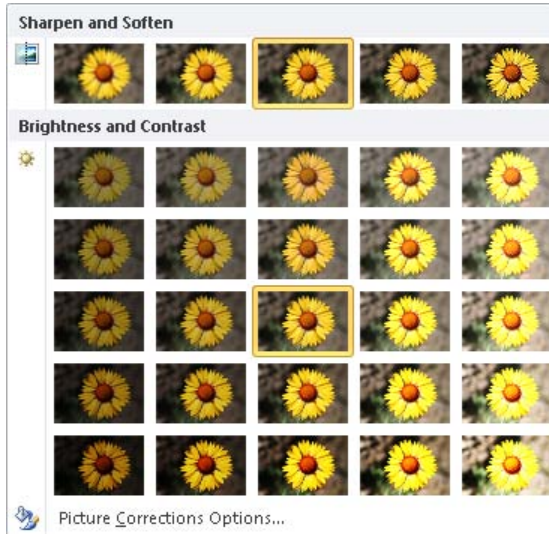 Sharpen and Soften
Brightness and Contrast
Picture Corrections Options...